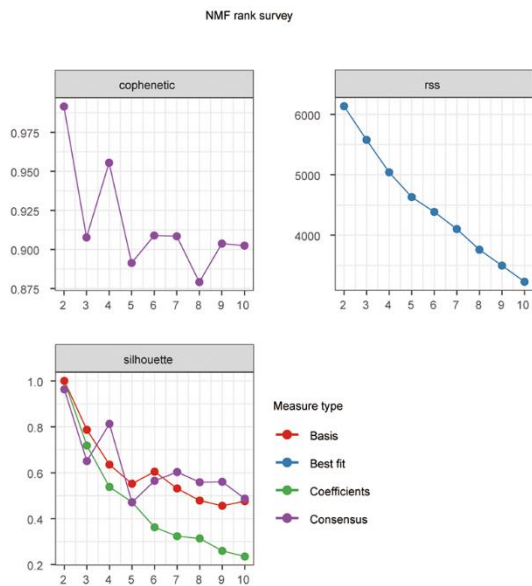 NMF rank survey
cophenetic
0.975
0.950
0.925
0.900
0.875
2 3 4 5 6 7 8 9 10
rss
6000
5000
4000
2 3 4 5 6 7 8 9 10
silhouette
1.0
0.8
0.6
0.4
0.2
2 3 4 5 6 7 8 9 10
Measure type
Basis
Best fit
Coefficients
Consensus